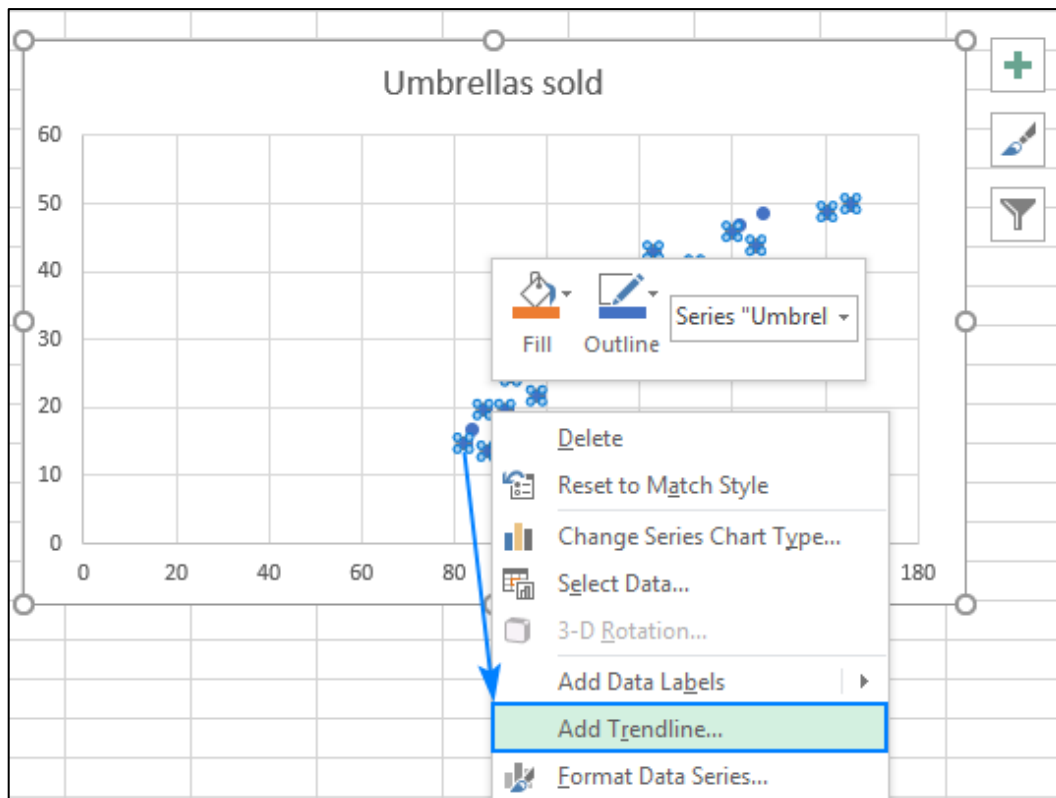 Umbrellas sold
60
50
40
30
20
10
0
0 20 40 60 80 180
Fill Outline Series "Umbrel
Delete
Reset to Match Style
Change Series Chart Type...
Select Data...
3-D Rotation...
Add Data Labels
Add Trendline...
Format Data Series...